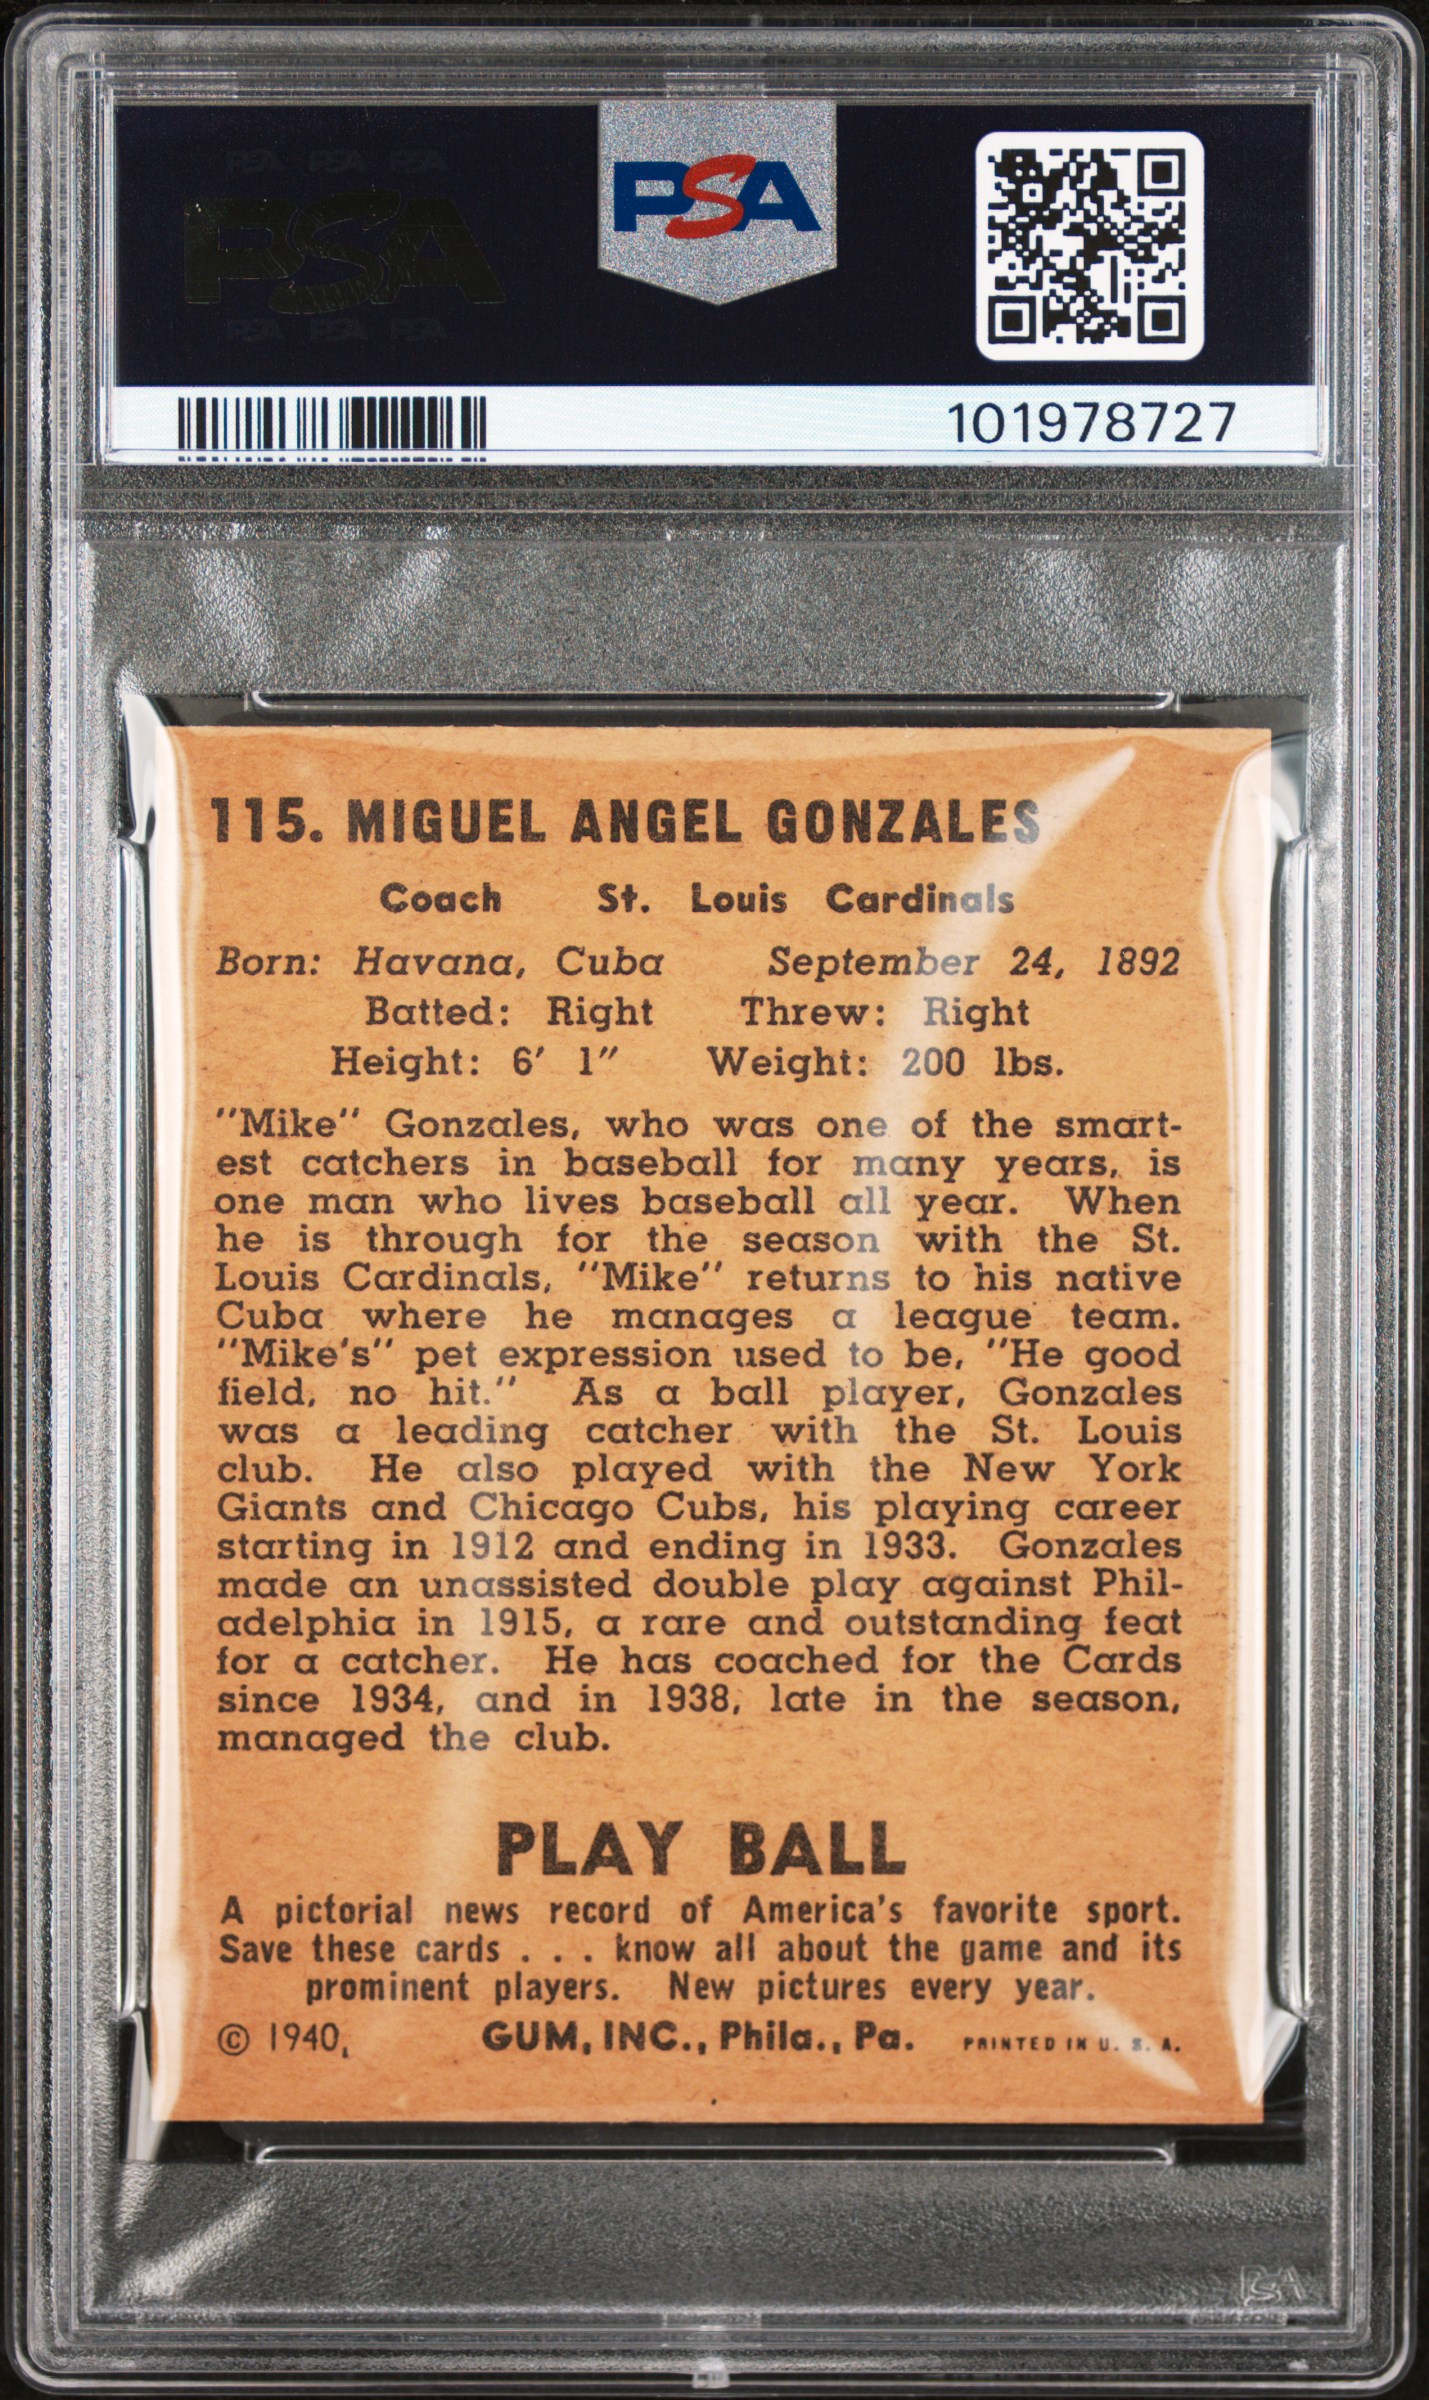 PSA PSA PSA
PSA
PSA PSA PSA
PSA
101978727
115. MIGUEL ANGEL GONZALES
Coach St. Louis Cardinals
Born: Havana, Cuba September 24, 1892
Batted: Right Threw: Right
Height: 6′ 1″ Weight: 200 lbs.
"Mike" Gonzales, who was one of the smart-
est catchers in baseball for many years, is
one man who lives baseball all year. When
he is through for the season with the St.
Louis Cardinals, "Mike" returns to his native
Cuba where he manages a league team.
"Mike's" pet expression used to be, "He good
field, no hit." As a ball player, Gonzales
was a leading catcher with the St. Louis
club. He also played with the New York
Giants and Chicago Cubs, his playing career
starting in 1912 and ending in 1933. Gonzales
made an unassisted double play against Phil-
adelphia in 1915, a rare and outstanding feat
for a catcher. He has coached for the Cards
since 1934, and in 1938, late in the season,
managed the club.
PLAY BALL
A pictorial news record of America's favorite sport.
Save these cards . . . know all about the game and its
prominent players. New pictures every year.
© 1940, GUM, INC., Phila., Pa. PRINTED IN U. S. A.
PSA